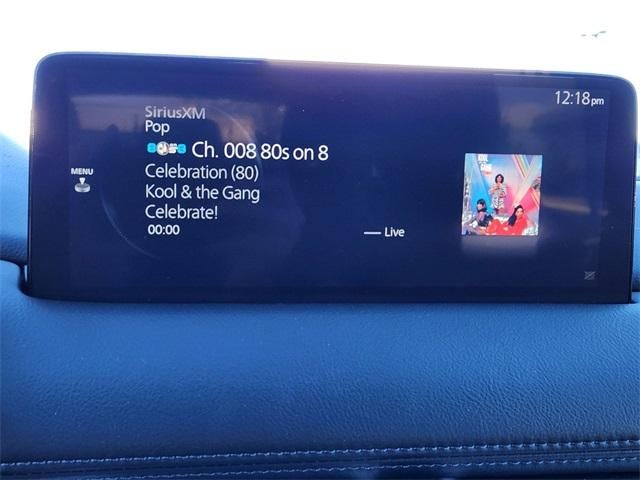 12:18pm
SiriusXM
Pop
Ch. 008 80s on 8
MENU
Celebration (80)
Kool & the Gang
Celebrate!
00:00
Live